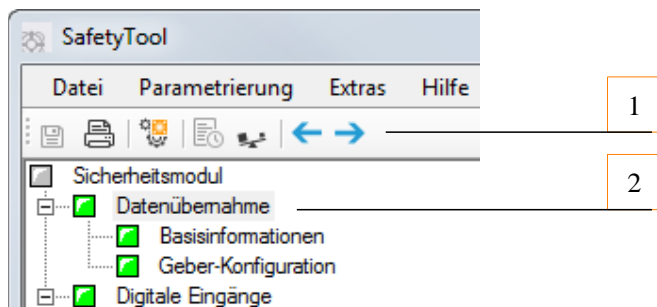 SafetyTool
Datei Parametrierung Extras Hilfe
1
Sicherheitsmodul
2
Datenübernahme
Basisinformationen
Geber-Konfiguration
Digitale Eingänge